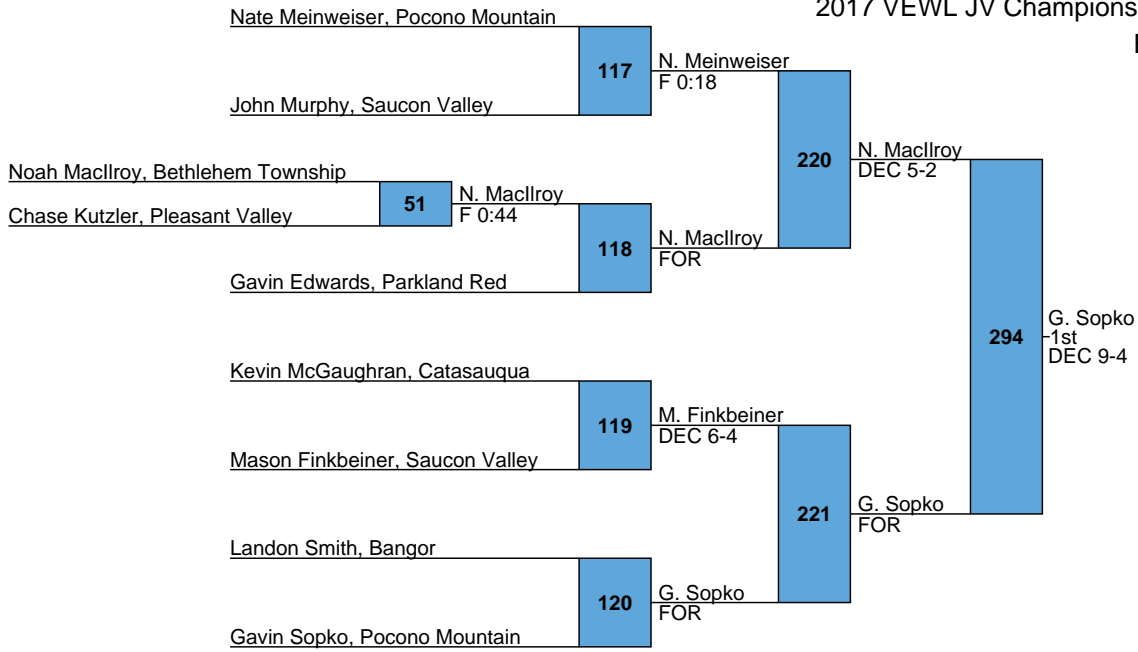 2017 VEWL JV Champions
Nate Meinweiser, Pocono Mountain
117
N. Meinweiser
F 0:18
John Murphy, Saucon Valley
220
N. MacIlroy
DEC 5-2
Noah MacIlroy, Bethlehem Township
51
N. MacIlroy
F 0:44
Chase Kutzler, Pleasant Valley
118
N. MacIlroy
FOR
Gavin Edwards, Parkland Red
294
G. Sopko
1st
DEC 9-4
Kevin McGaughran, Catasauqua
119
M. Finkbeiner
DEC 6-4
Mason Finkbeiner, Saucon Valley
221
G. Sopko
FOR
Landon Smith, Bangor
120
G. Sopko
FOR
Gavin Sopko, Pocono Mountain